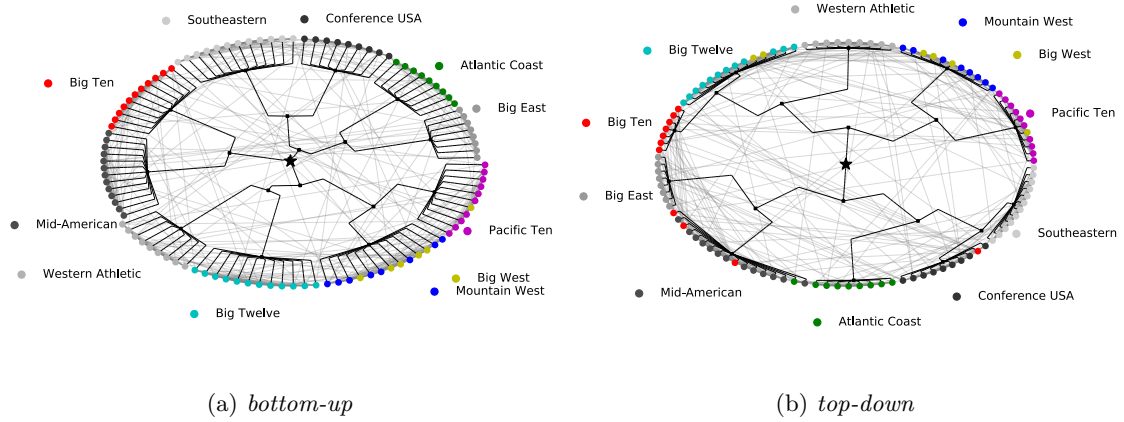 Southeastern
Conference USA
Big Ten
Atlantic Coast
Big East
Mid-American
Pacific Ten
Western Athletic
Big West
Mountain West
Big Twelve
(a) bottom-up
Western Athletic
Mountain West
Big Twelve
Big West
Big Ten
Pacific Ten
Big East
Southeastern
Mid-American
Conference USA
Atlantic Coast
(b) top-down